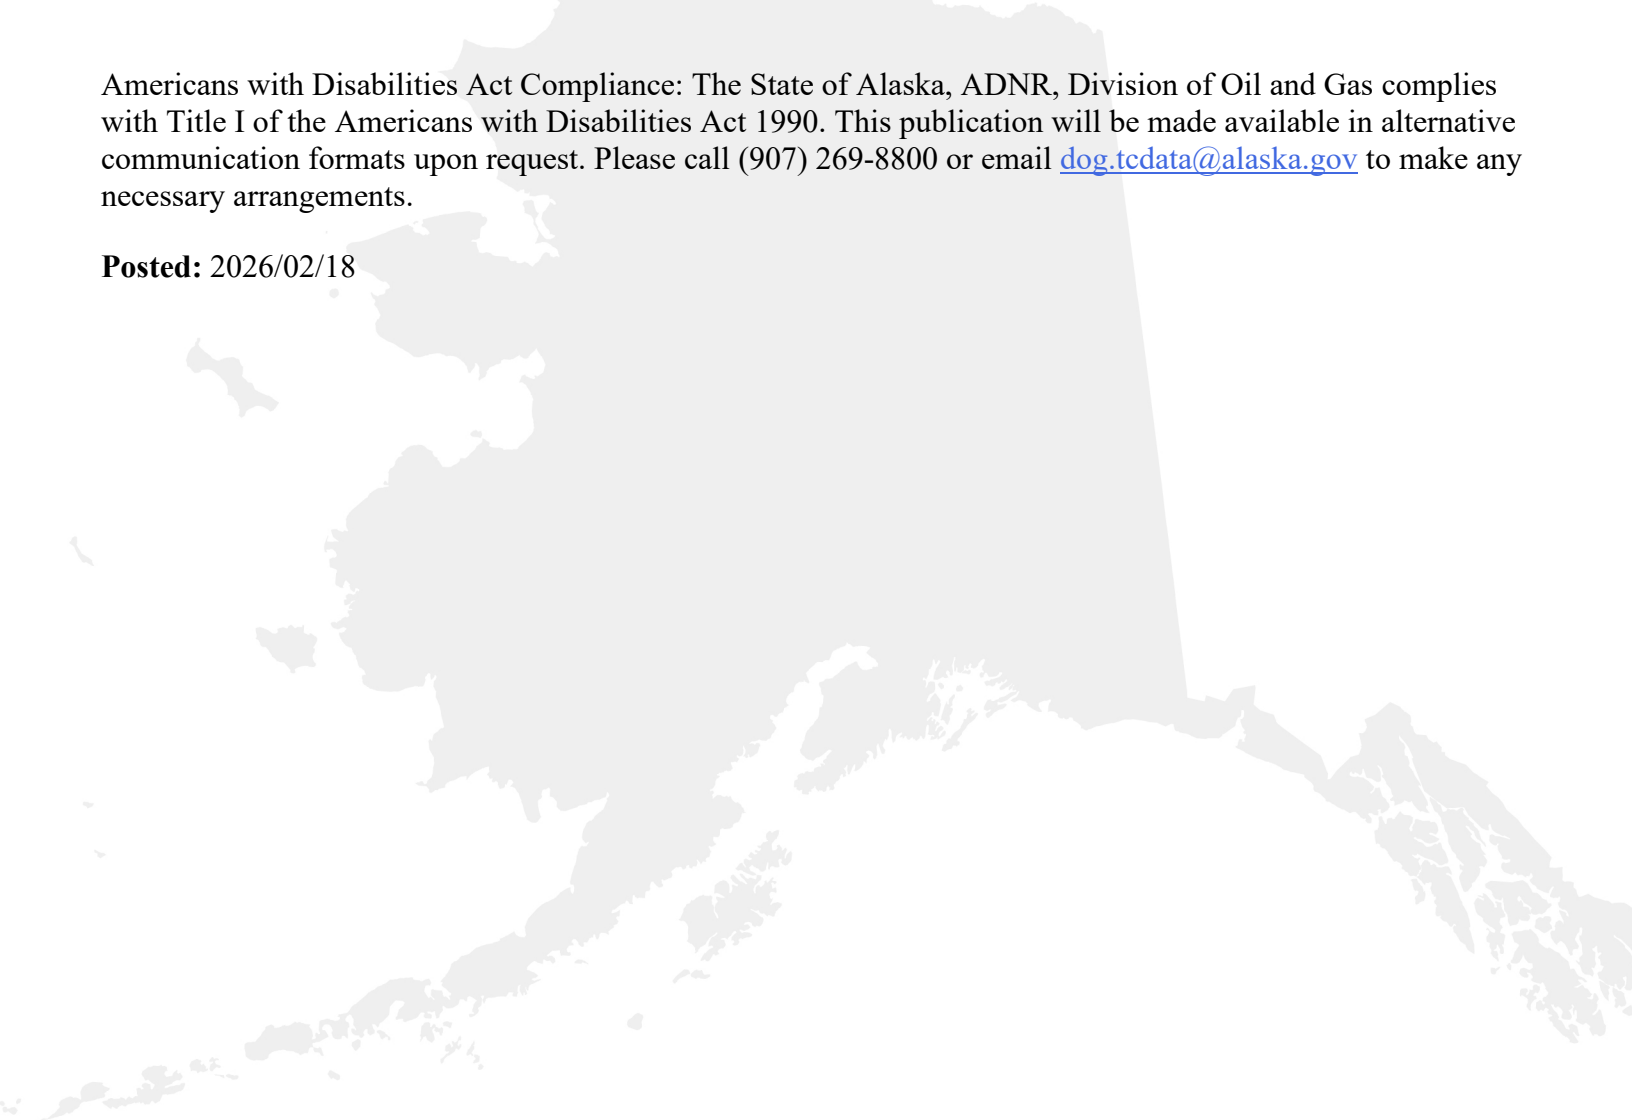 Americans with Disabilities Act Compliance: The State of Alaska, ADNR, Division of Oil and Gas complies
with Title I of the Americans with Disabilities Act 1990. This publication will be made available in alternative
communication formats upon request. Please call (907) 269-8800 or email dog.tcdata@alaska.gov to make any
necessary arrangements.
Posted: 2026/02/18